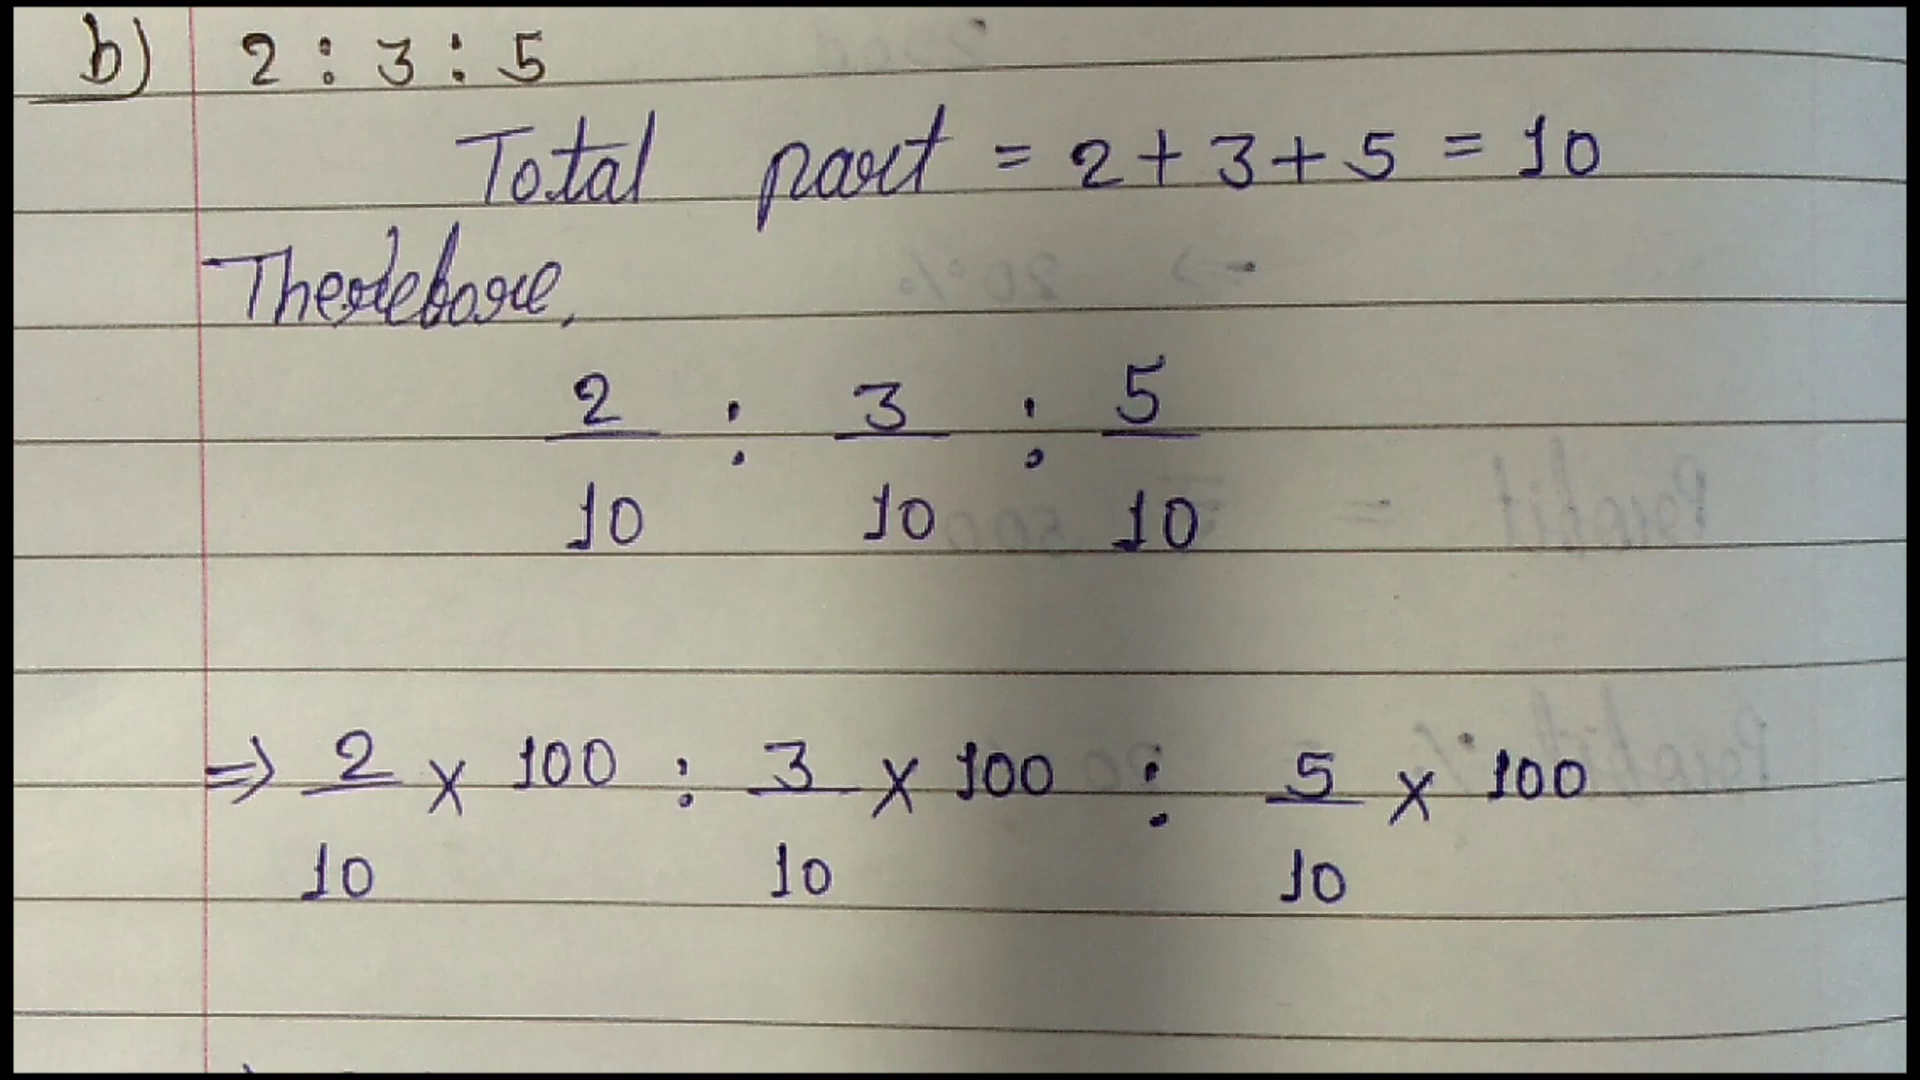 b) 2 : 3 : 5
Total part = 2 + 3 + 5 = 10
Therefore,
2/10 : 3/10 : 5/10
⇒ 2/10 × 100 : 3/10 × 100 : 5/10 × 100